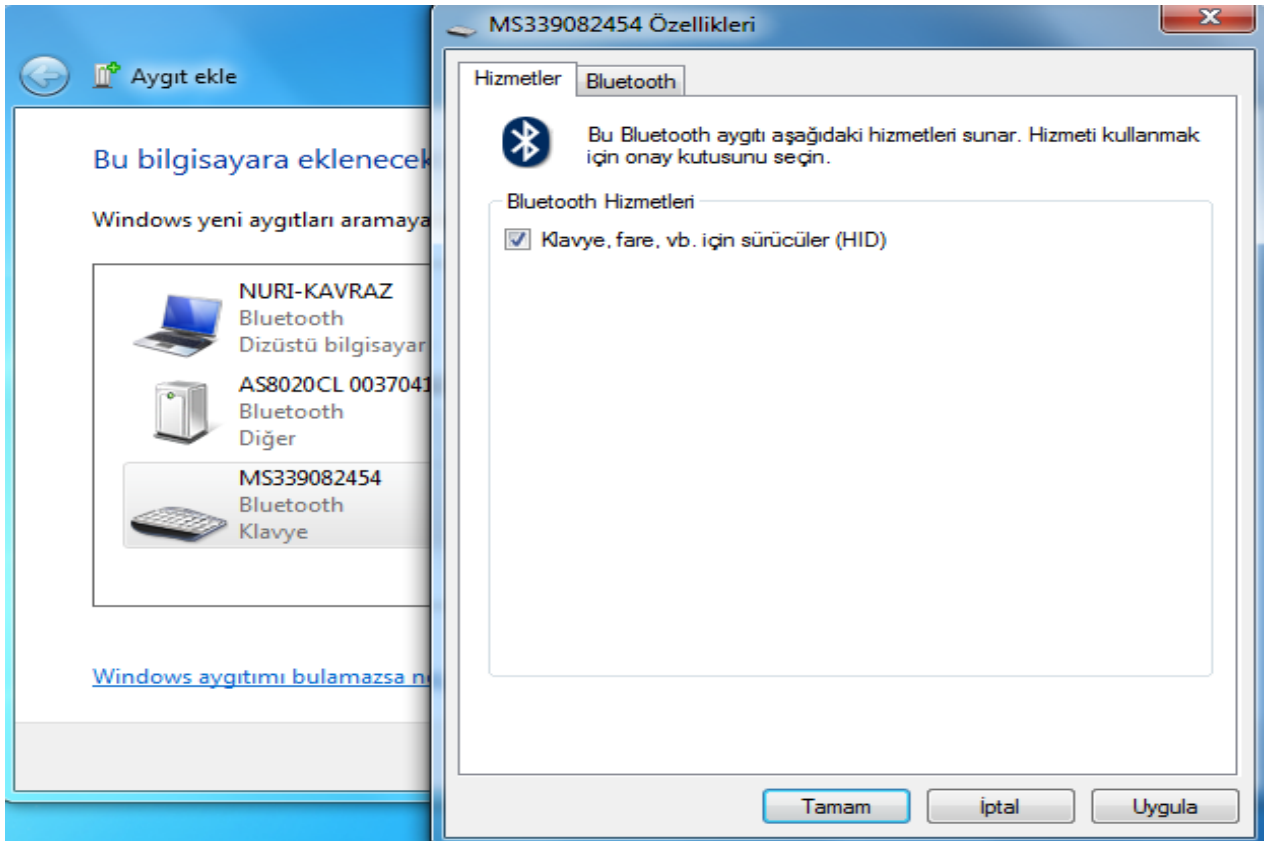 Aygıt ekle
Bu bilgisayara eklenecek
Windows yeni aygıtları aramaya
NURI-KAVRAZ
Bluetooth
Dizüstü bilgisayar
AS8020CL 0037041
Bluetooth
Diğer
MS339082454
Bluetooth
Klavye
Windows aygıtımı bulamazsa
MS339082454 Özellikleri
Hizmetler
Bluetooth
Bu Bluetooth aygıtı aşağıdaki hizmetleri sunar. Hizmeti kullanmak
için onay kutusunu seçin.
Bluetooth Hizmetleri
Klavye, fare, vb. için sürücüler (HID)
Tamam
İptal
Uygula